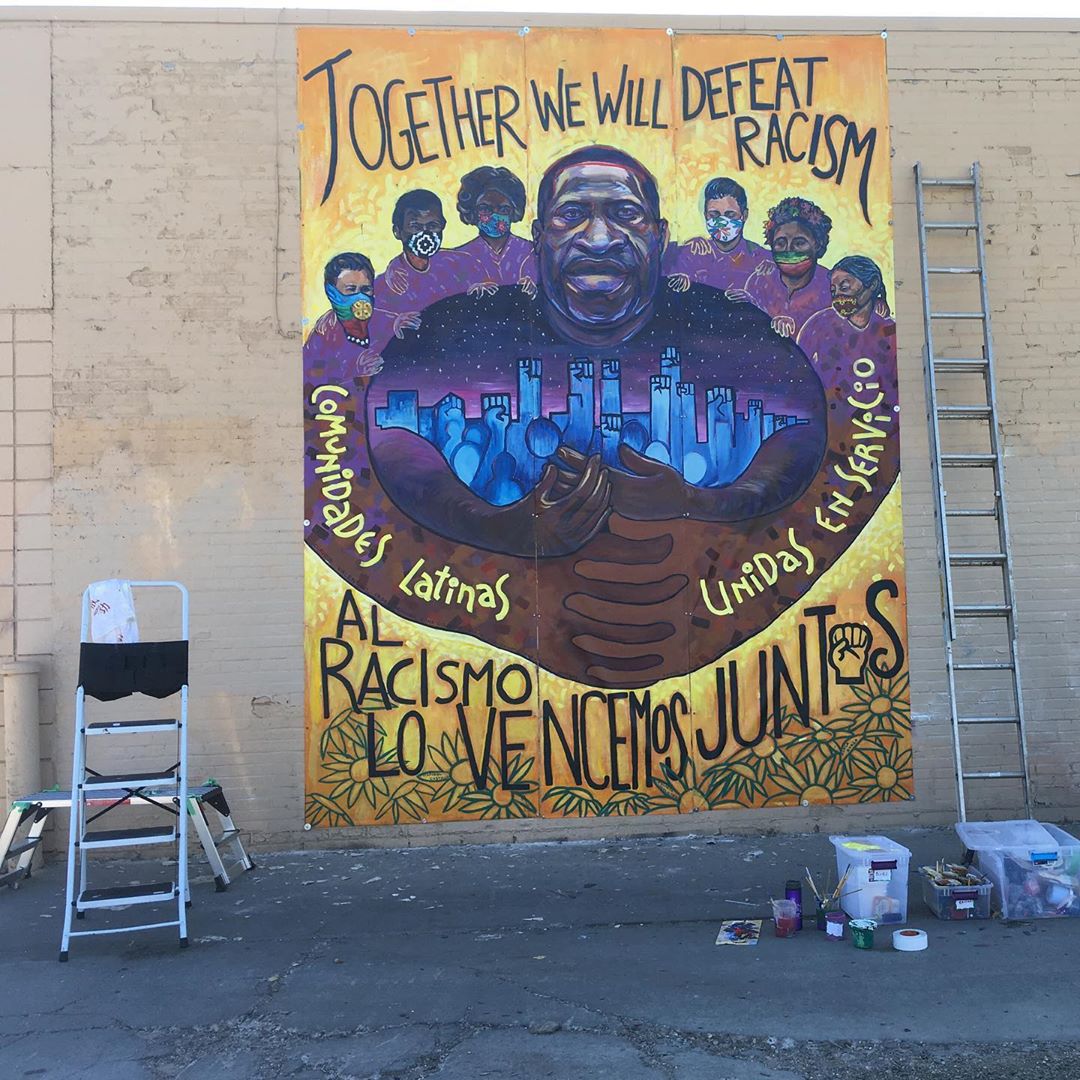 TOGETHER WE WILL DEFEAT
RACISM
COMUNIDADES LATINAS
UNIDAS EN SERVICIO
AL
RACISMO
LO VENCEMOS JUNTOS